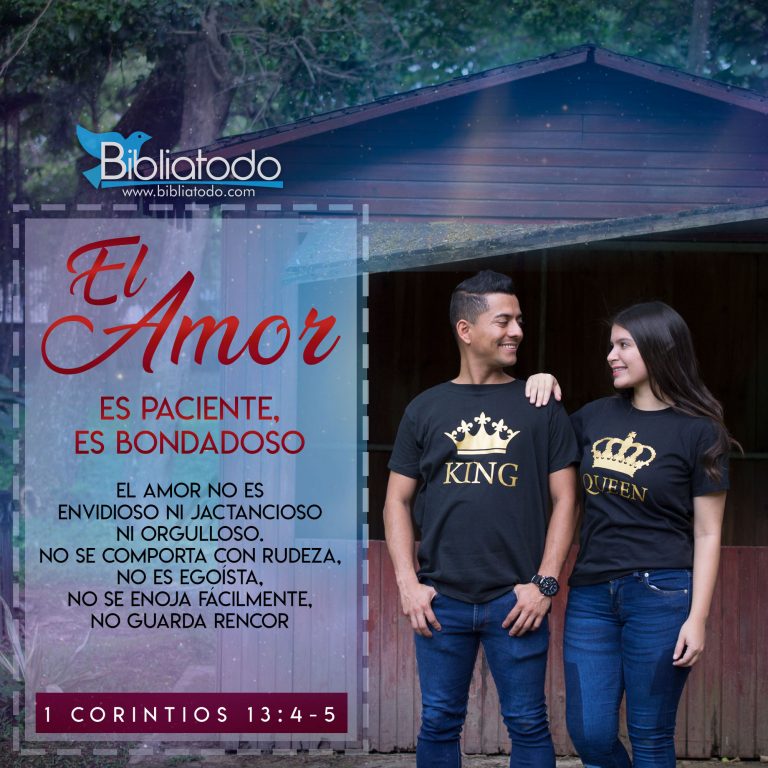 Bibliatodo
www.bibliatodo.com
El
Amor
ES PACIENTE,
ES BONDADOSO
EL AMOR NO ES
ENVIDIOSO NI JACTANCIOSO
NI ORGULLOSO.
NO SE COMPORTA CON RUDEZA,
NO ES EGOÍSTA,
NO SE ENOJA FÁCILMENTE,
NO GUARDA RENCOR
1 CORINTIOS 13:4-5
KING
QUEEN